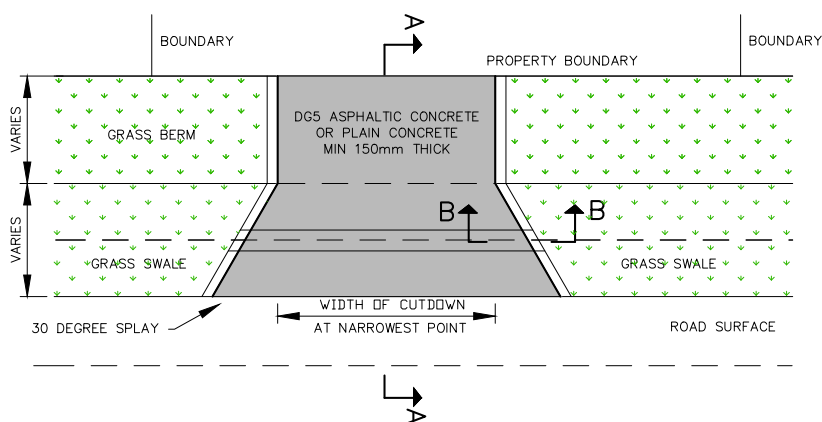 A
BOUNDARY
BOUNDARY
PROPERTY BOUNDARY
VARIES
DG5 ASPHALTIC CONCRETE
OR PLAIN CONCRETE
MIN 150mm THICK
GRASS BERM
VARIES
B
B
GRASS SWALE
GRASS SWALE
WIDTH OF CUTDOWN
AT NARROWEST POINT
30 DEGREE SPLAY
ROAD SURFACE
A